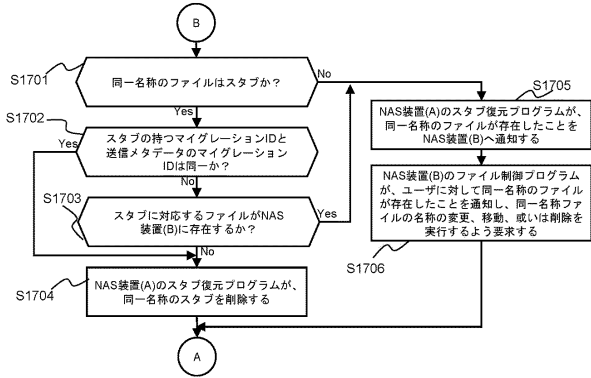 B
S1701
同一名称のファイルはスタブか？
No
Yes
S1702
スタブの持つマイグレーションIDと
送信メタデータのマイグレーション
IDは同一か？
Yes
No
S1703
スタブに対応するファイルがNAS
装置(B)に存在するか？
Yes
No
S1704
NAS装置(A)のスタブ復元プログラムが、
同一名称のスタブを削除する
S1705
NAS装置(A)のスタブ復元プログラムが、
同一名称のファイルが存在したことを
NAS装置(B)へ通知する
NAS装置(B)のファイル制御プログラム
が、ユーザに対して同一名称のファイル
が存在したことを通知し、同一名称ファ
イルの名称の変更、移動、或いは削除を
実行するよう要求する
S1706
A